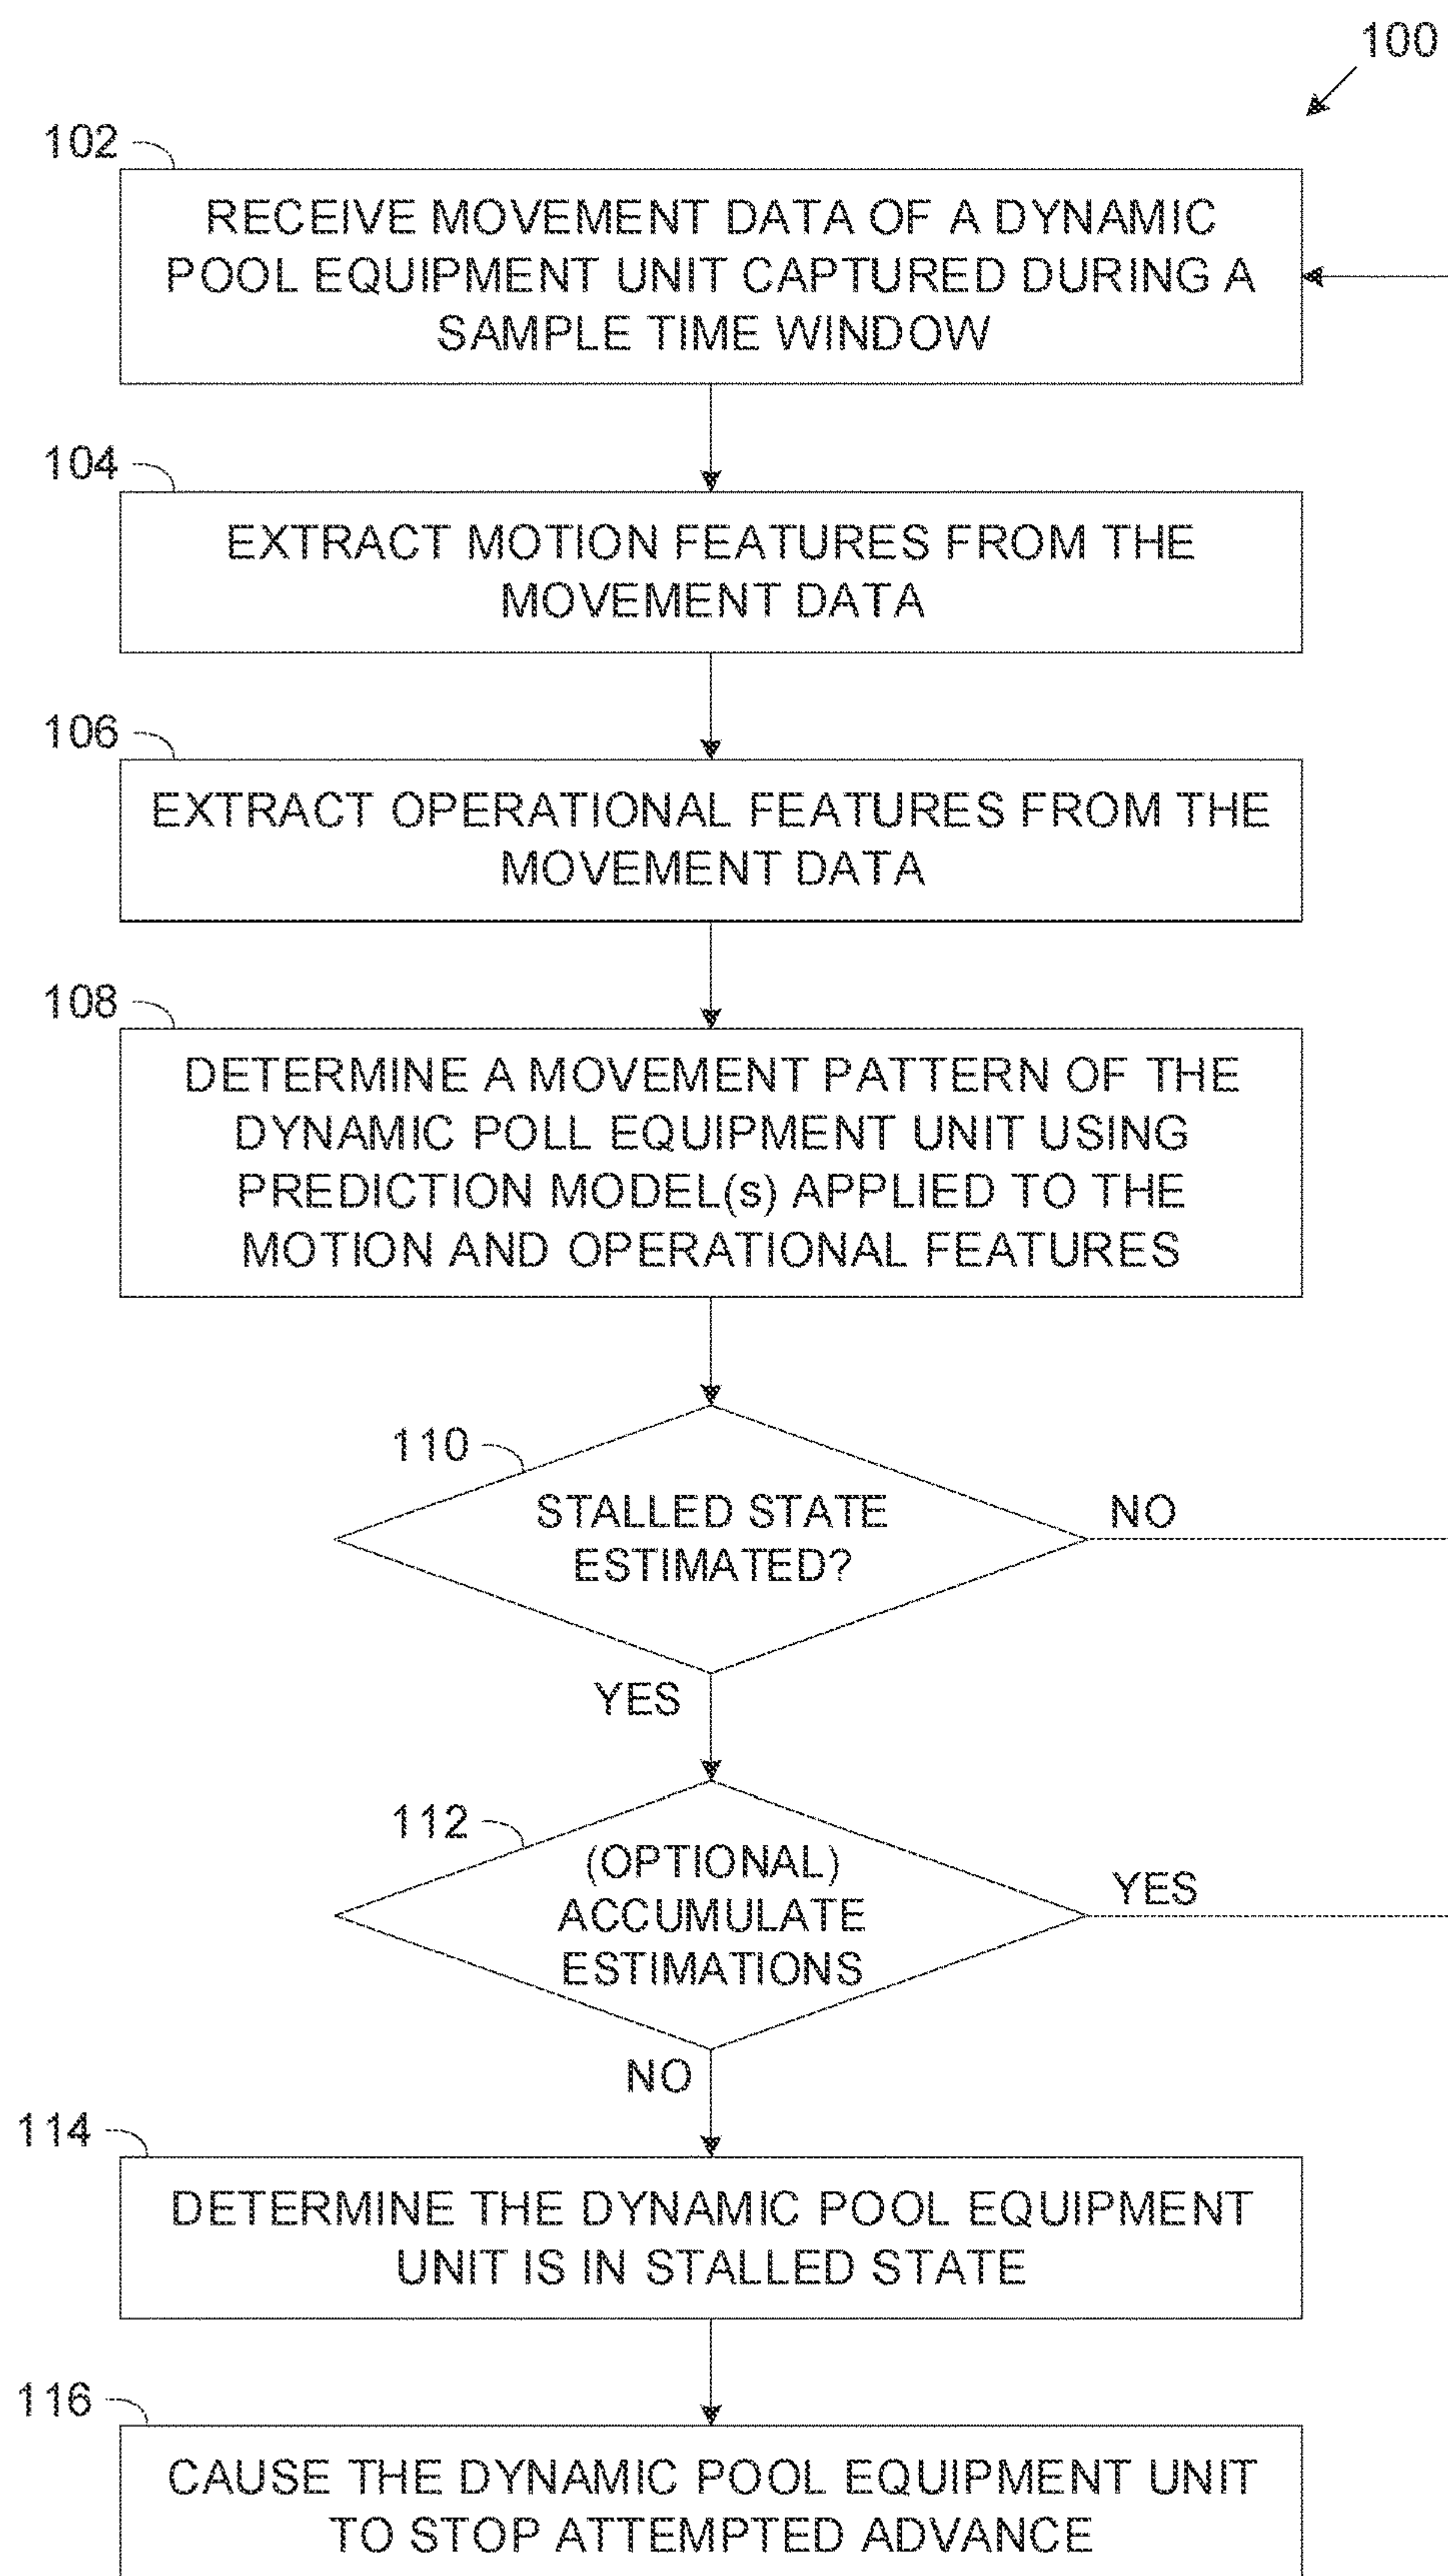 100
102
RECEIVE MOVEMENT DATA OF A DYNAMIC
POOL EQUIPMENT UNIT CAPTURED DURING A
SAMPLE TIME WINDOW
104
EXTRACT MOTION FEATURES FROM THE
MOVEMENT DATA
106
EXTRACT OPERATIONAL FEATURES FROM THE
MOVEMENT DATA
108
DETERMINE A MOVEMENT PATTERN OF THE
DYNAMIC POLL EQUIPMENT UNIT USING
PREDICTION MODEL(s) APPLIED TO THE
MOTION AND OPERATIONAL FEATURES
110
STALLED STATE
ESTIMATED?
NO
YES
112
(OPTIONAL)
ACCUMULATE
ESTIMATIONS
YES
NO
114
DETERMINE THE DYNAMIC POOL EQUIPMENT
UNIT IS IN STALLED STATE
116
CAUSE THE DYNAMIC POOL EQUIPMENT UNIT
TO STOP ATTEMPTED ADVANCE